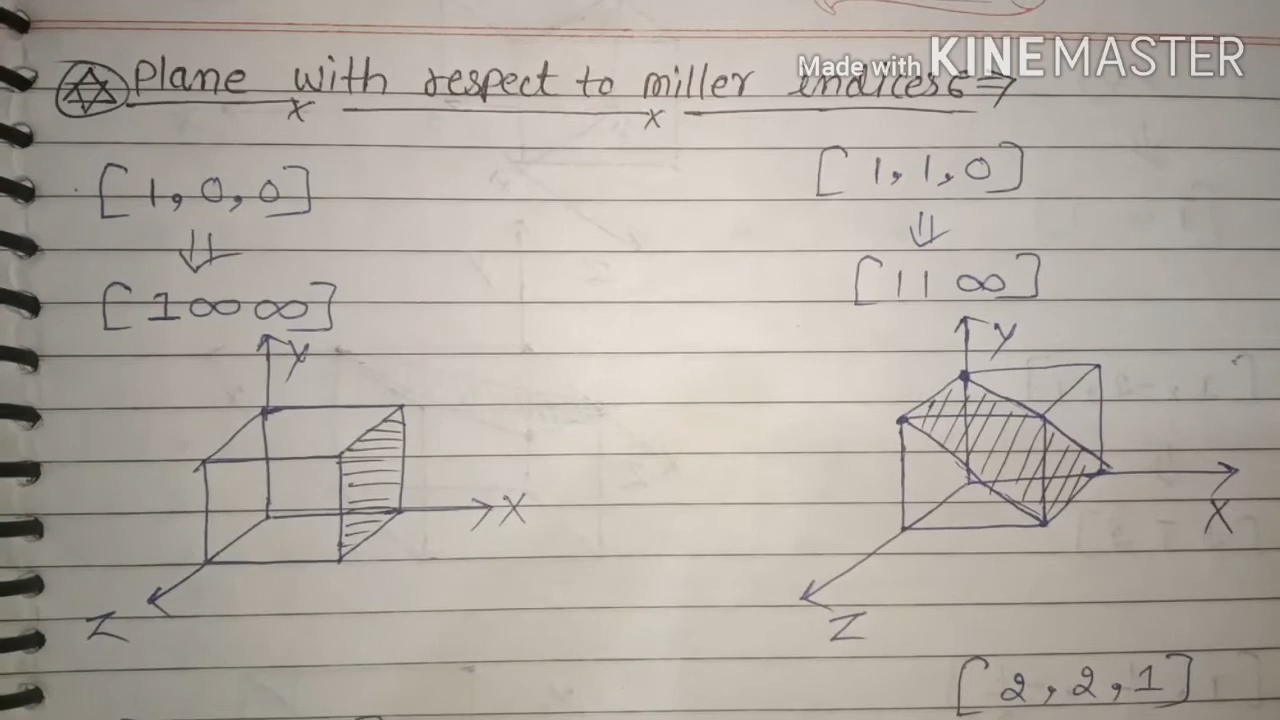 Made with KINEMASTER
Plane with respect to miller indices ⇒
[1,0,0]
⇓
[1 ∞ ∞]
Y
X
Z
[1,1,0]
⇓
[1 1 ∞]
Y
X
Z
[2,2,1]